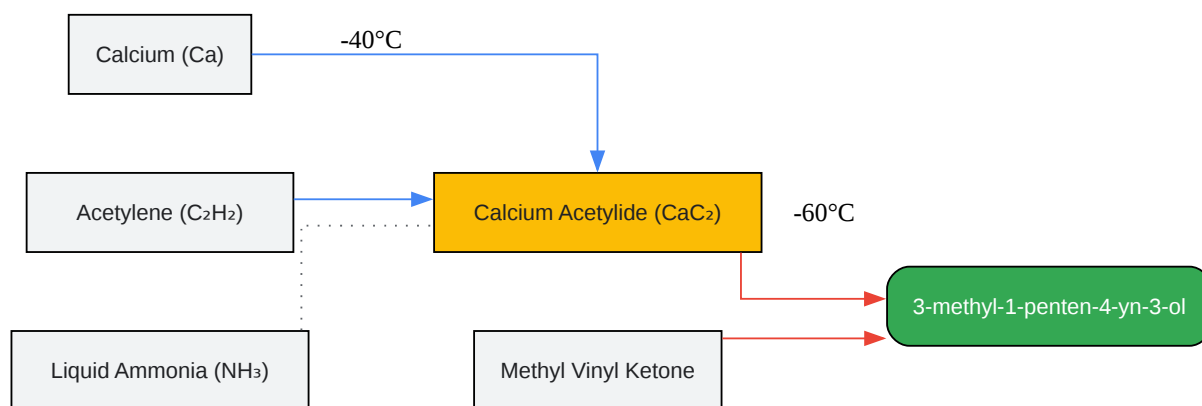 Calcium (Ca)
-40°C
Acetylene (C₂H₂)
Calcium Acetylide (CaC₂)
-60°C
3-methyl-1-penten-4-yn-3-ol
Liquid Ammonia (NH₃)
Methyl Vinyl Ketone